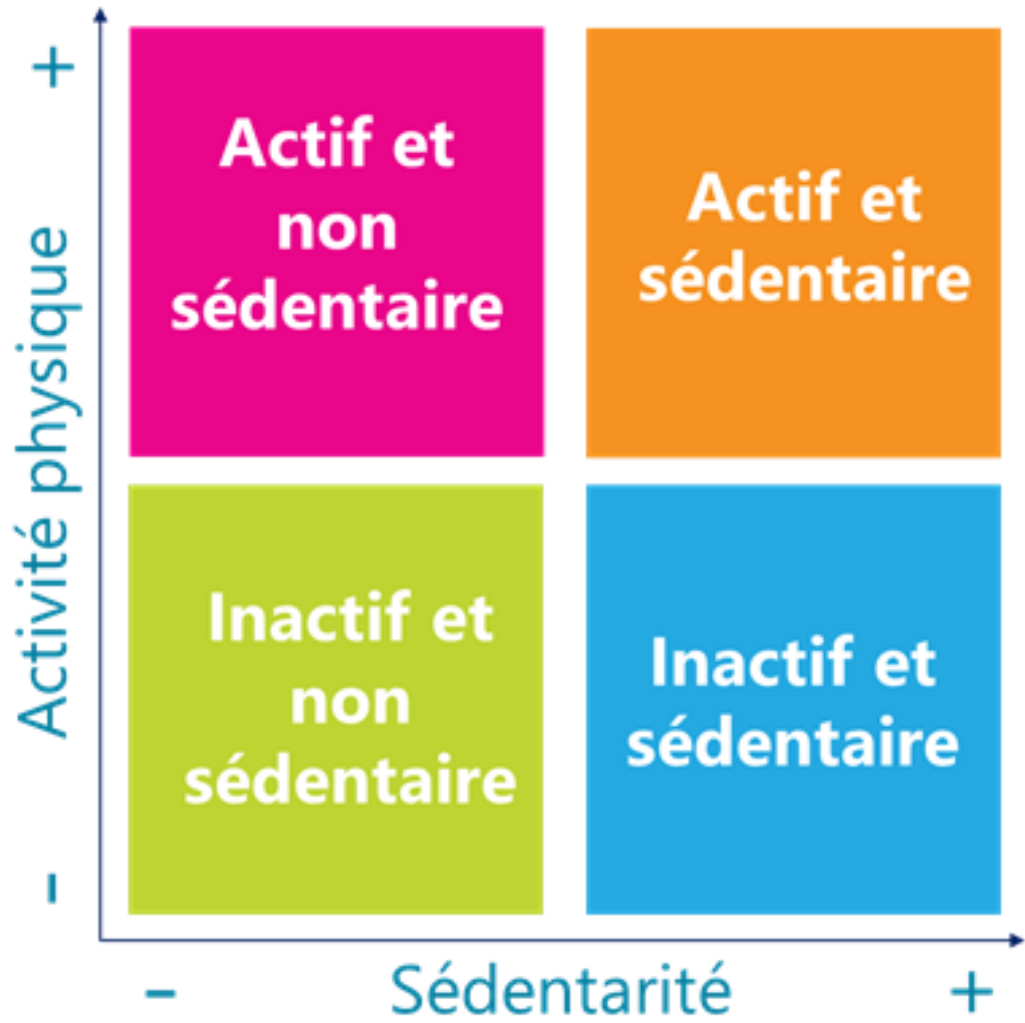 +
Actif et
non
sédentaire
Actif et
sédentaire
Activité physique
Inactif et
non
sédentaire
Inactif et
sédentaire
-
- Sédentarité +